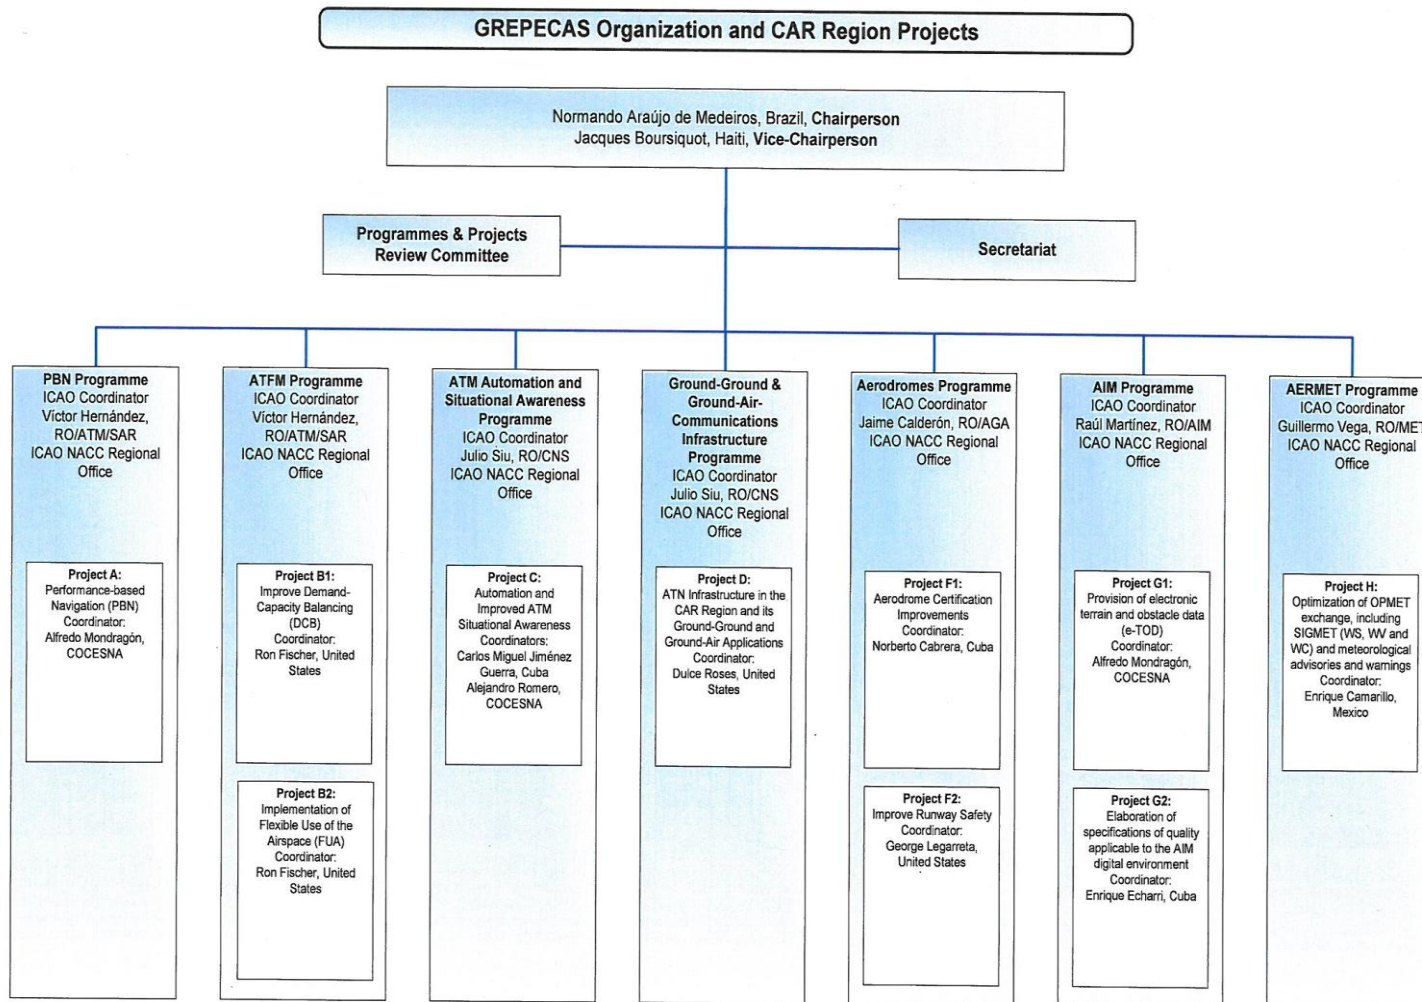 GREPECAS Organization and CAR Region Projects
Normando Araújo de Medeiros, Brazil, Chairperson
Jacques Boursiquot, Haiti, Vice-Chairperson
Programmes & Projects
Review Committee
Secretariat
PBN Programme
ICAO Coordinator
Víctor Hernández,
RO/ATM/SAR
ICAO NACC Regional
Office
Project A:
Performance-based
Navigation (PBN)
Coordinator:
Alfredo Mondragón,
COCESNA
ATFM Programme
ICAO Coordinator
Víctor Hernández,
RO/ATM/SAR
ICAO NACC Regional
Office
Project B1:
Improve Demand-
Capacity Balancing
(DCB)
Coordinator:
Ron Fischer, United
States
Project B2:
Implementation of
Flexible Use of the
Airspace (FUA)
Coordinator:
Ron Fischer, United
States
ATM Automation and
Situational Awareness
Programme
ICAO Coordinator
Julio Siu, RO/CNS
ICAO NACC Regional
Office
Project C:
Automation and
Improved ATM
Situational Awareness
Coordinators:
Carlos Miguel Jiménez
Guerra, Cuba
Alejandro Romero,
COCESNA
Ground-Ground &
Ground-Air-
Communications
Infrastructure
Programme
ICAO Coordinator
Julio Siu, RO/CNS
ICAO NACC Regional
Office
Project D:
ATN Infrastructure in the
CAR Region and its
Ground-Ground and
Ground-Air Applications
Coordinator:
Dulce Roses, United
States
Aerodromes Programme
ICAO Coordinator
Jaime Calderón, RO/AGA
ICAO NACC Regional
Office
Project F1:
Aerodrome Certification
Improvements
Coordinator:
Norberto Cabrera, Cuba
Project F2:
Improve Runway Safety
Coordinator:
George Legarreta,
United States
AIM Programme
ICAO Coordinator
Raúl Martínez, RO/AIM
ICAO NACC Regional
Office
Project G1:
Provision of electronic
terrain and obstacle data
(e-TOD)
Coordinator:
Alfredo Mondragón,
COCESNA
Project G2:
Elaboration of
specifications of quality
applicable to the AIM
digital environment
Coordinator:
Enrique Echarri, Cuba
AERMET Programme
ICAO Coordinator
Guillermo Vega, RO/MET
ICAO NACC Regional
Office
Project H:
Optimization of OPMET
exchange, including
SIGMET (WS, WV and
WC) and meteorological
advisories and warnings
Coordinator:
Enrique Camarillo,
Mexico